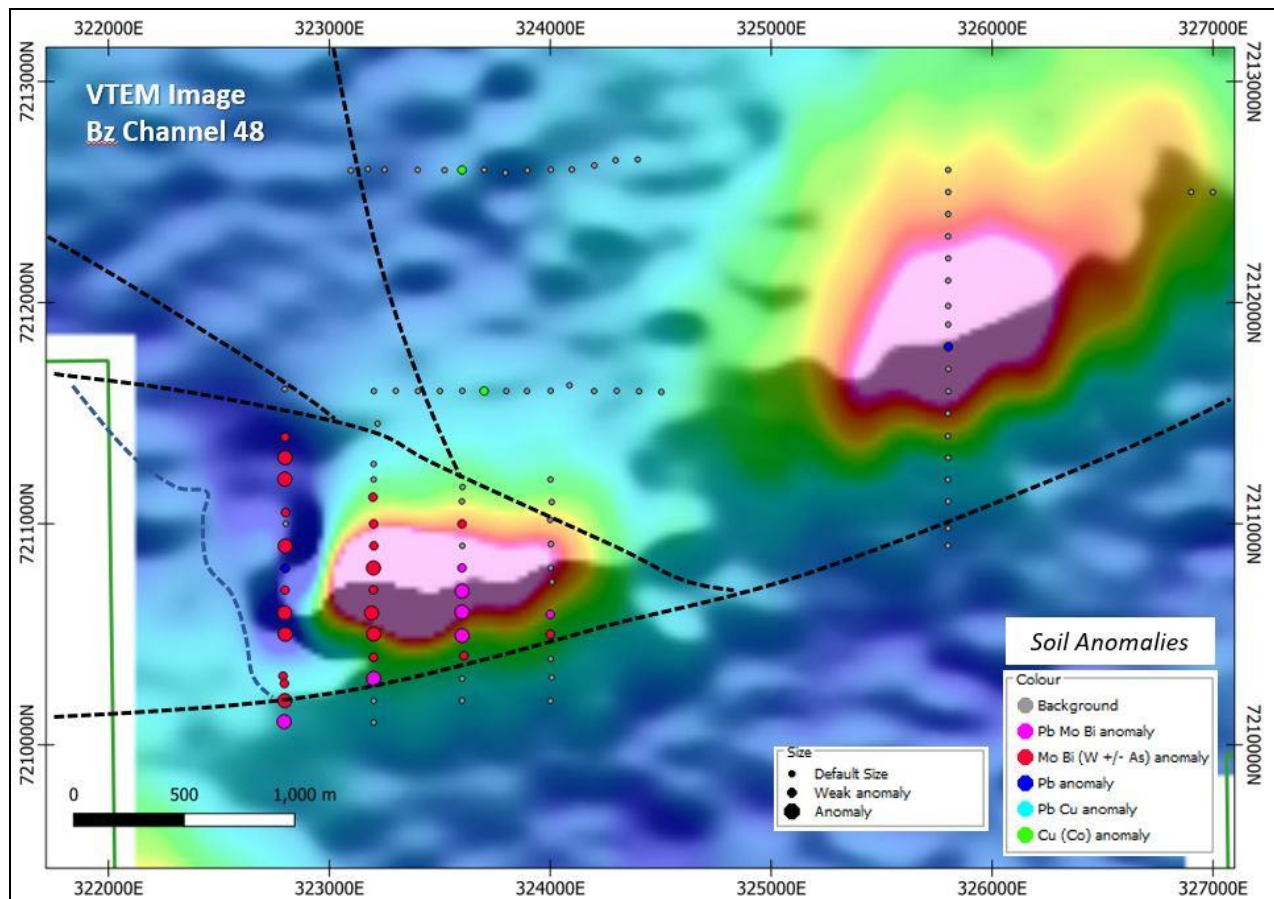 322000E 323000E 324000E 325000E 326000E 327000E
7213000N
7213000N
VTEM Image
Bz Channel 48
7212000N
7212000N
7211000N
7211000N
7210000N
7210000N
Soil Anomalies
Colour
Background
Pb Mo Bi anomaly
Mo Bi (W +/- As) anomaly
Pb anomaly
Pb Cu anomaly
Cu (Co) anomaly
Size
Default Size
Weak anomaly
Anomaly
0 500 1,000 m
322000E 323000E 324000E 325000E 326000E 327000E